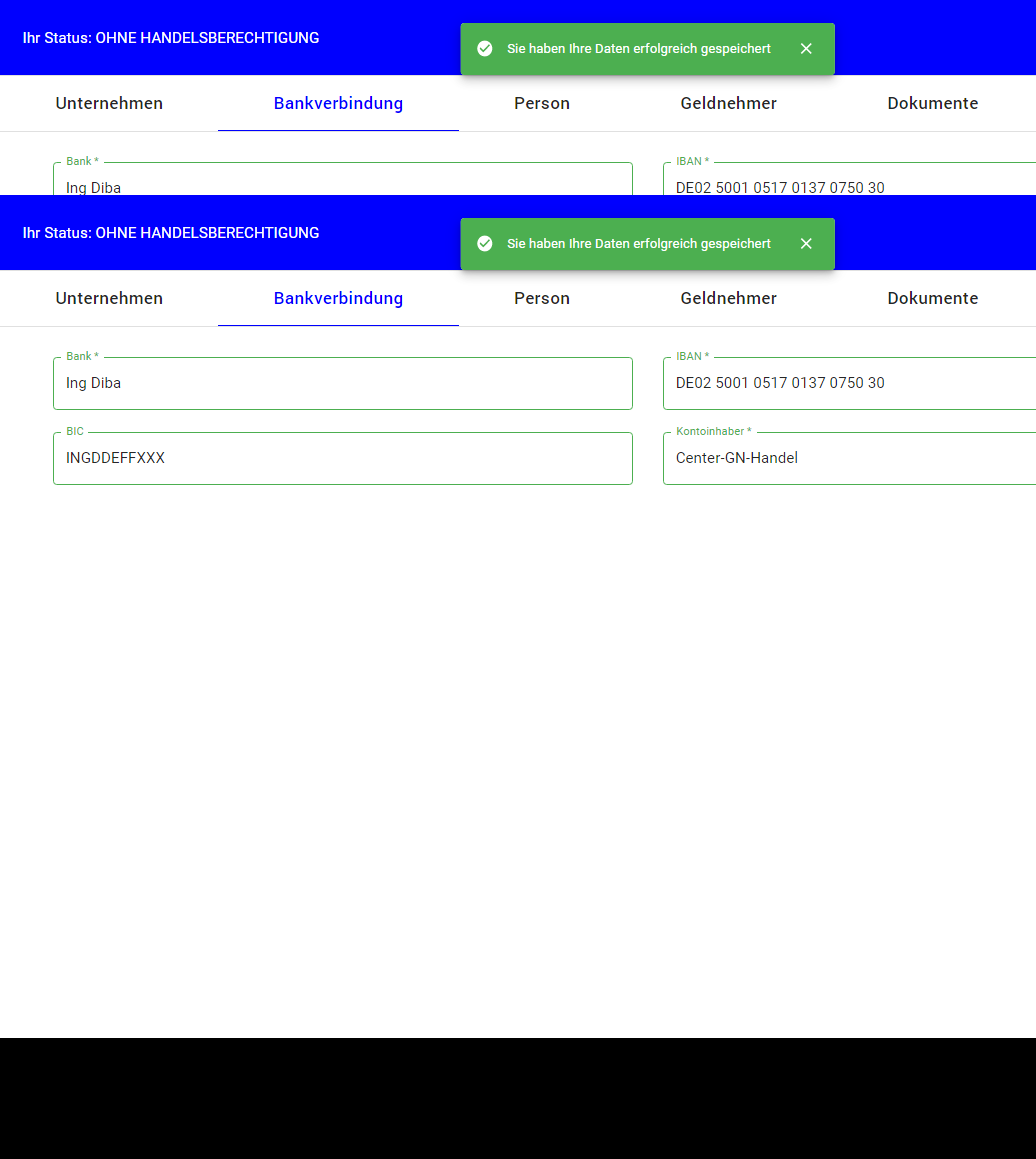 Ihr Status: OHNE HANDELSBERECHTIGUNG
Sie haben Ihre Daten erfolgreich gespeichert
Unternehmen Bankverbindung Person Geldnehmer Dokumente
Bank * IBAN *
Ing Diba DE02 5001 0517 0137 0750 30
Ihr Status: OHNE HANDELSBERECHTIGUNG
Sie haben Ihre Daten erfolgreich gespeichert
Unternehmen Bankverbindung Person Geldnehmer Dokumente
Bank * IBAN *
Ing Diba DE02 5001 0517 0137 0750 30
BIC Kontoinhaber *
INGDDEFFXXX Center-GN-Handel